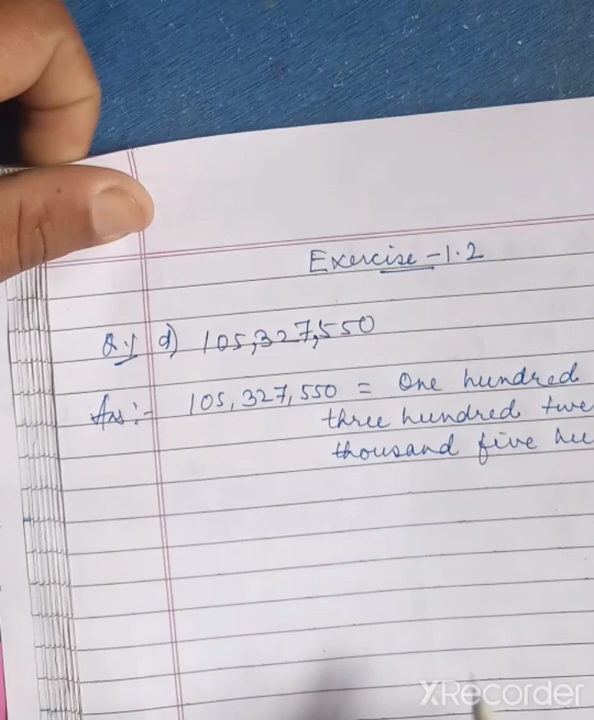 Exercise - 1.2
Q.1 d) 105,327,550
Ans:- 105,327,550 = One hundred
three hundred twe
thousand five hu
XRecorder